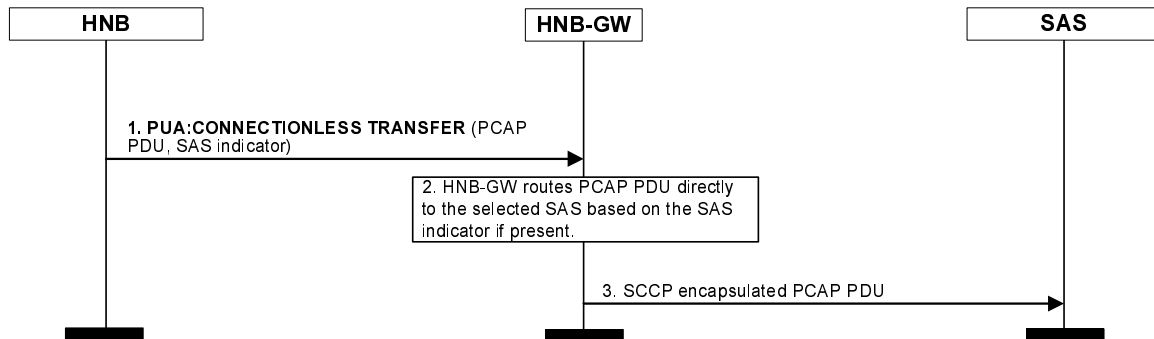 HNB
HNB-GW
SAS
1. PUA:CONNECTIONLESS TRANSFER (PCAP
PDU, SAS indicator)
2. HNB-GW routes PCAP PDU directly
to the selected SAS based on the SAS
indicator if present.
3. SCCP encapsulated PCAP PDU